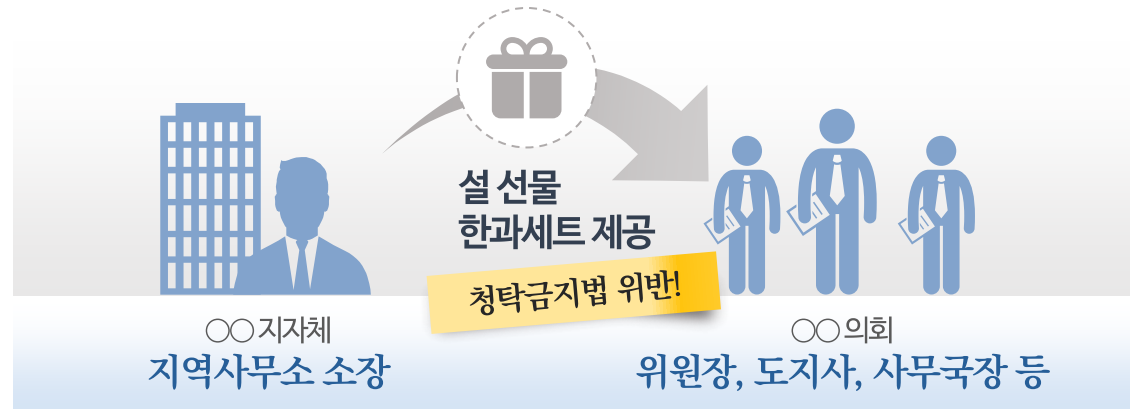 설 선물
한과세트 제공
청탁금지법 위반!
○○ 지자체
지역사무소 소장
○○ 의회
위원장, 도지사, 사무국장 등